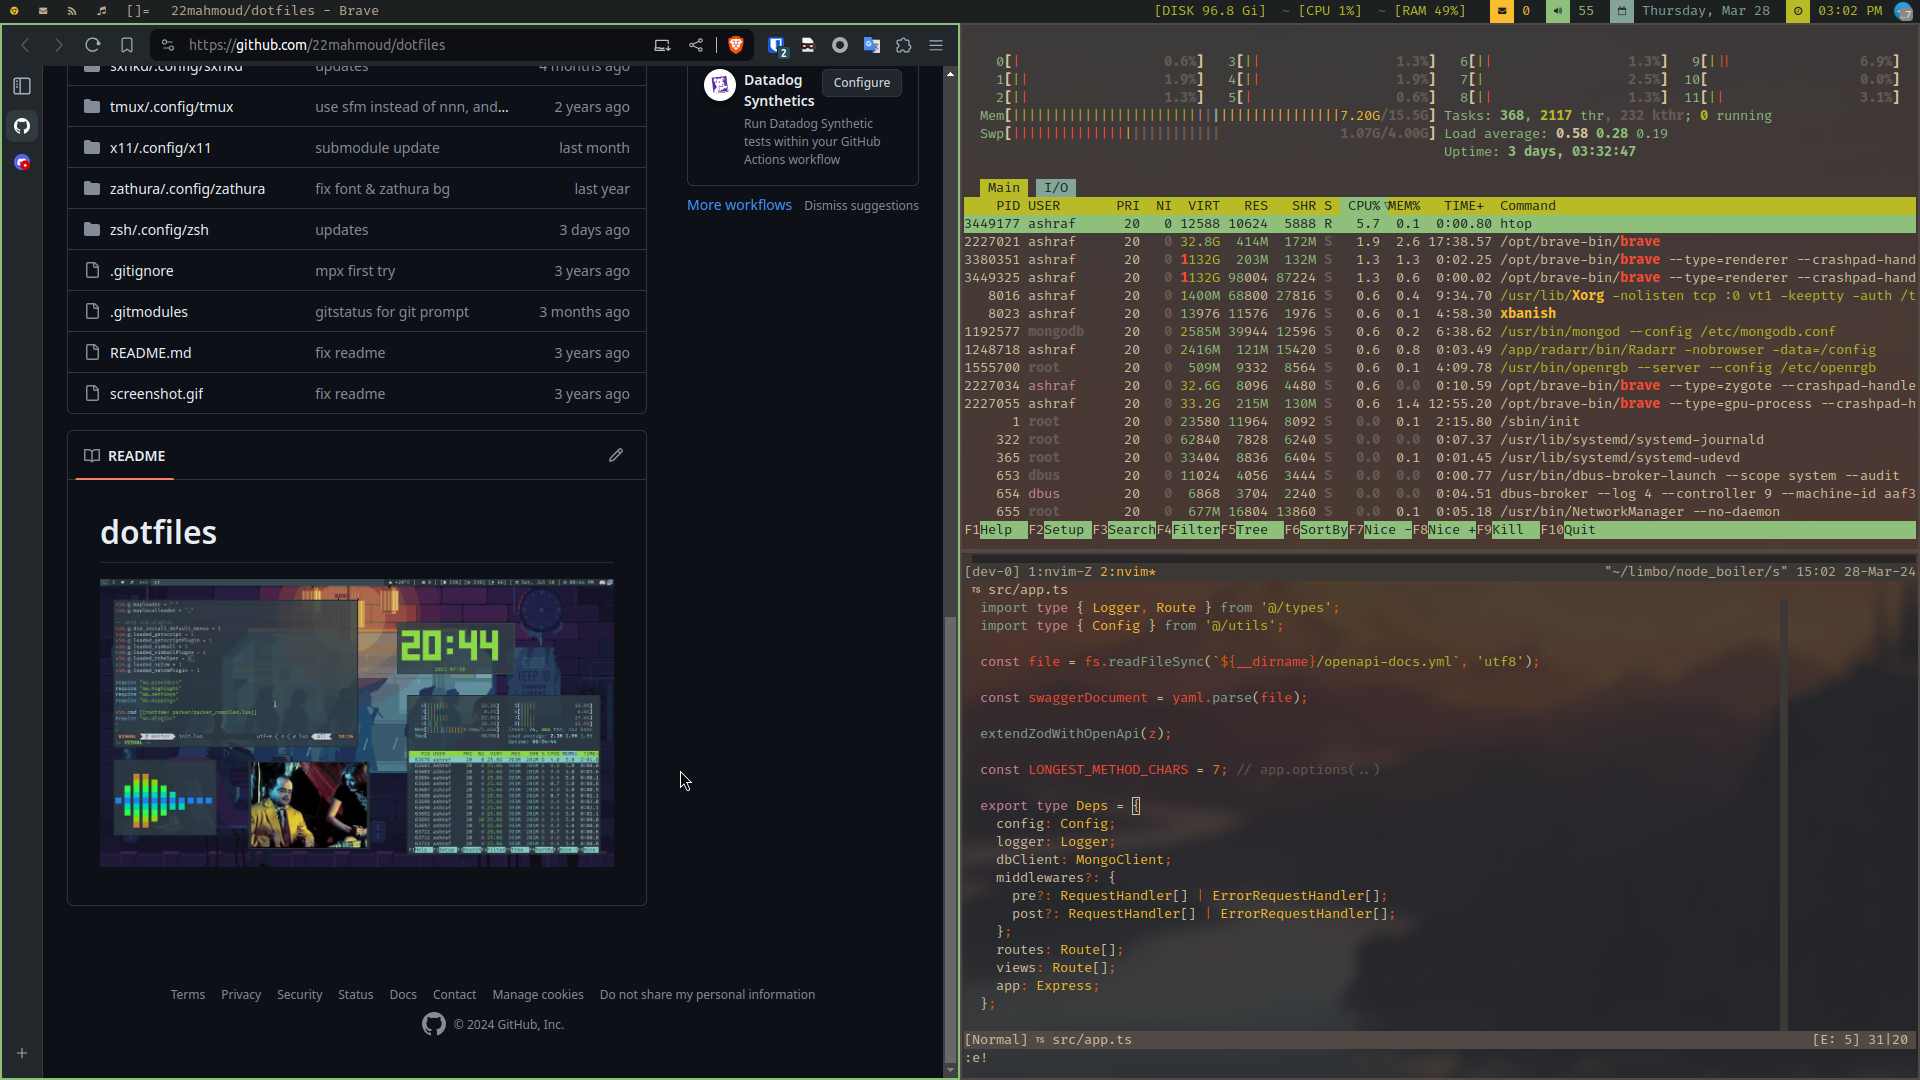 []= 22mahmoud/dotfiles - Brave
[DISK 96.8 Gi] ~ [CPU 1%] ~ [RAM 49%] 0 55 Thursday, Mar 28 03:02 PM
https://github.com/22mahmoud/dotfiles
2
sxhkd/.config/sxhkd updates 4 months ago
tmux/.config/tmux use sfm instead of nnn, and... 2 years ago
x11/.config/x11 submodule update last month
zathura/.config/zathura fix font & zathura bg last year
zsh/.config/zsh updates 3 days ago
.gitignore mpx first try 3 years ago
.gitmodules gitstatus for git prompt 3 months ago
README.md fix readme 3 years ago
screenshot.gif fix readme 3 years ago
Datadog Synthetics
Configure
Run Datadog Synthetic
tests within your GitHub
Actions workflow
More workflows Dismiss suggestions
README
dotfiles
20:44
Terms Privacy Security Status Docs Contact Manage cookies Do not share my personal information
© 2024 GitHub, Inc.
0[| 0.6%] 3[|| 1.3%] 6[|| 1.3%] 9[||| 6.9%]
1[|| 1.9%] 4[|| 1.9%] 7[| 2.5%] 10[ 0.0%]
2[|| 1.3%] 5[| 0.6%] 8[|| 1.3%] 11[|| 3.1%]
Mem[7.20G/15.5G] Tasks: 368, 2117 thr, 232 kthr; 0 running
Swp[1.07G/4.00G] Load average: 0.58 0.28 0.19
Uptime: 3 days, 03:32:47
Main I/O
PID USER PRI NI VIRT RES SHR S CPU%▽MEM% TIME+ Command
3449177 ashraf 20 0 12588 10624 5888 R 5.7 0.1 0:00.80 htop
2227021 ashraf 20 0 32.8G 414M 172M S 1.9 2.6 17:38.57 /opt/brave-bin/brave
3380351 ashraf 20 0 1132G 203M 132M S 1.3 1.3 0:02.25 /opt/brave-bin/brave --type=renderer --crashpad-hand
3449325 ashraf 20 0 1132G 98004 87224 S 1.3 0.6 0:00.02 /opt/brave-bin/brave --type=renderer --crashpad-hand
8016 ashraf 20 0 1400M 68800 27816 S 0.6 0.4 9:34.70 /usr/lib/Xorg -nolisten tcp :0 vt1 -keeptty -auth /t
8023 ashraf 20 0 13976 11576 1976 S 0.6 0.1 4:58.30 xbanish
1192577 mongodb 20 0 2585M 39944 12596 S 0.6 0.2 6:38.62 /usr/bin/mongod --config /etc/mongodb.conf
1248718 ashraf 20 0 2416M 121M 15420 S 0.6 0.8 0:03.49 /app/radarr/bin/Radarr -nobrowser -data=/config
1555700 root 20 0 509M 9332 8564 S 0.6 0.1 4:09.78 /usr/bin/openrgb --server --config /etc/openrgb
2227034 ashraf 20 0 32.6G 8096 4480 S 0.6 0.0 0:10.59 /opt/brave-bin/brave --type=zygote --crashpad-handle
2227055 ashraf 20 0 33.2G 215M 130M S 0.6 1.4 12:55.20 /opt/brave-bin/brave --type=gpu-process --crashpad-h
1 root 20 0 23580 11964 8092 S 0.0 0.1 2:15.80 /sbin/init
322 root 20 0 62840 7828 6240 S 0.0 0.0 0:07.37 /usr/lib/systemd/systemd-journald
365 root 20 0 33404 8836 6404 S 0.0 0.1 0:01.45 /usr/lib/systemd/systemd-udevd
653 dbus 20 0 11024 4056 3444 S 0.0 0.0 0:00.77 /usr/bin/dbus-broker-launch --scope system --audit
654 dbus 20 0 6868 3704 2240 S 0.0 0.0 0:04.51 dbus-broker --log 4 --controller 9 --machine-id aaf3
655 root 20 0 677M 16804 13860 S 0.0 0.1 0:05.18 /usr/bin/NetworkManager --no-daemon
F1Help F2Setup F3SearchF4FilterF5Tree F6SortByF7Nice -F8Nice +F9Kill F10Quit
[dev-0] 1:nvim-Z 2:nvim* "~/limbo/node_boiler/s" 15:02 28-Mar-24
TS src/app.ts
import type { Logger, Route } from '@/types';
import type { Config } from '@/utils';
const file = fs.readFileSync(`${__dirname}/openapi-docs.yml`, 'utf8');
const swaggerDocument = yaml.parse(file);
extendZodWithOpenApi(z);
const LONGEST_METHOD_CHARS = 7; // app.options(..)
export type Deps = {
config: Config;
logger: Logger;
dbClient: MongoClient;
middlewares?: {
pre?: RequestHandler[] | ErrorRequestHandler[];
post?: RequestHandler[] | ErrorRequestHandler[];
};
routes: Route[];
views: Route[];
app: Express;
};
[Normal] TS src/app.ts [E: 5] 31|20
:e!